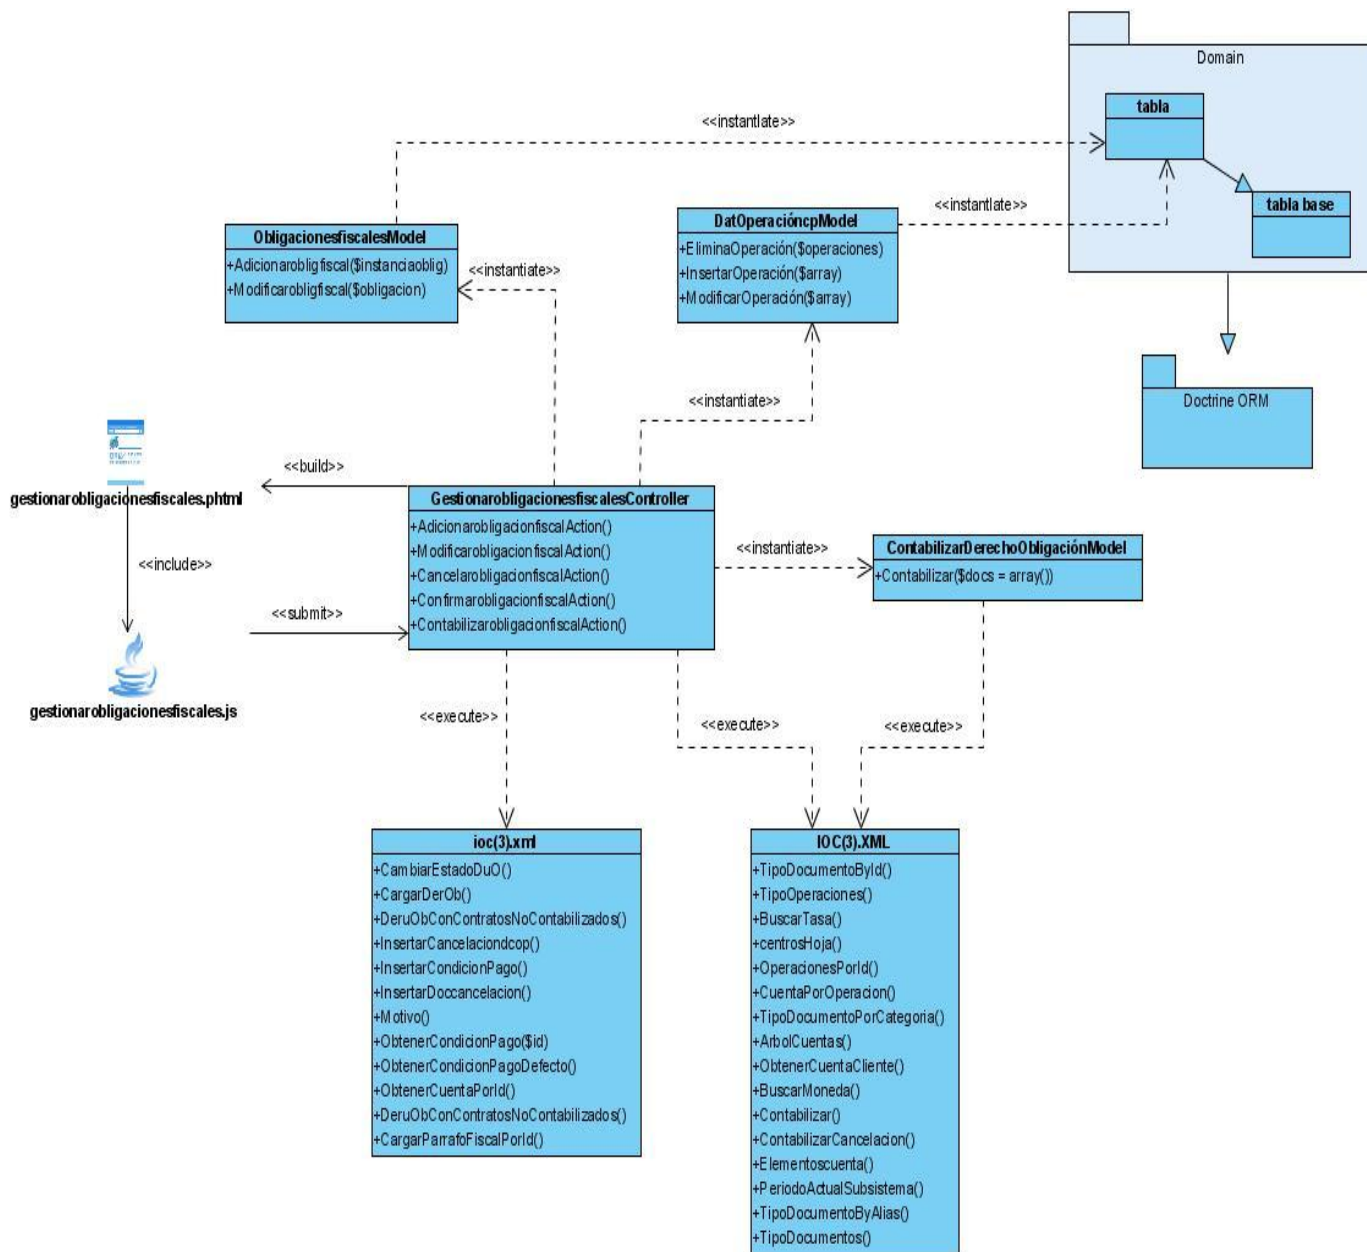 Domain
tabla
tabla base
<<instantiate>>
<<instantiate>>
DatOperacióncpModel
+EliminaOperación($operaciones)
+InsertarOperación($array)
+ModificarOperación($array)
ObligacionesfiscalesModel
+Adicionarobligfiscal($instanciaoblig)
+Modificarobligfiscal($obligacion)
<<instantiate>>
<<instantiate>>
Doctrine ORM
gestionarobligacionesfiscales.phtml
<<build>>
<<include>>
<<submit>>
gestionarobligacionesfiscales.js
GestionarobligacionesfiscalesController
+AdicionarobligacionfiscalAction()
+ModificarobligacionfiscalAction()
+CancelarobligacionfiscalAction()
+ConfirmarobligacionfiscalAction()
+ContabilizarobligacionfiscalAction()
<<instantiate>>
ContabilizarDerechoObligaciónModel
+Contabilizar($docs = array())
<<execute>>
<<execute>>
<<execute>>
ioc(3).xml
+CambiarEstadoDuO()
+CargarDerOb()
+DeruObConContratosNoContabilizados()
+InsertarCancelaciondcop()
+InsertarCondicionPago()
+InsertarDoccancelacion()
+Motivo()
+ObtenerCondicionPago($id)
+ObtenerCondicionPagoDefecto()
+ObtenerCuentaPorId()
+DeruObConContratosNoContabilizados()
+CargarParrafoFiscalPorId()
IOC(3).XML
+TipoDocumentoById()
+TipoOperaciones()
+BuscarTasa()
+centrosHoja()
+OperacionesPorId()
+CuentaPorOperacion()
+TipoDocumentoPorCategoria()
+ArbolCuentas()
+ObtenerCuentaCliente()
+BuscarMoneda()
+Contabilizar()
+ContabilizarCancelacion()
+Elementoscuenta()
+PeriodoActualSubsistema()
+TipoDocumentoByAlias()
+TipoDocumentos()